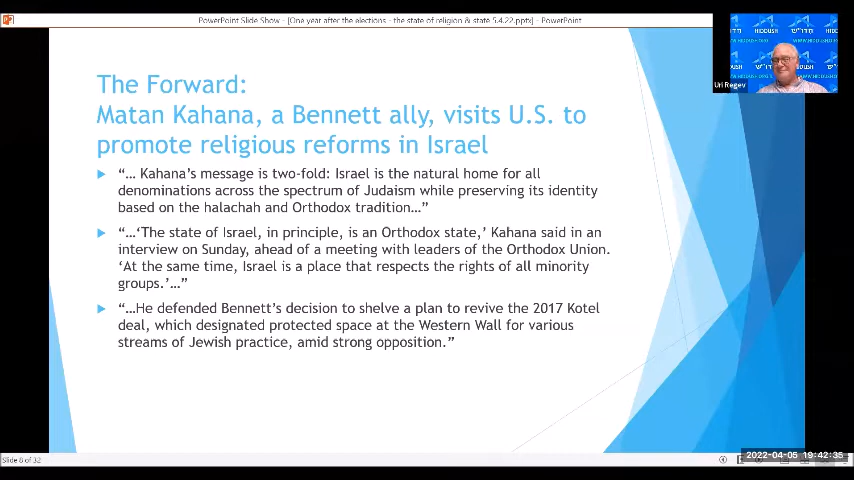 PowerPoint Slide Show - [One year after the elections - the state of religion & state 5.4.22.pptx] - PowerPoint
HIDDUSH
WWW.HIDDUSH.ORG
חדו"ש
Uri Regev
The Forward:
Matan Kahana, a Bennett ally, visits U.S. to
promote religious reforms in Israel
“… Kahana’s message is two-fold: Israel is the natural home for all
denominations across the spectrum of Judaism while preserving its identity
based on the halachah and Orthodox tradition…”
“…‘The state of Israel, in principle, is an Orthodox state,’ Kahana said in an
interview on Sunday, ahead of a meeting with leaders of the Orthodox Union.
‘At the same time, Israel is a place that respects the rights of all minority
groups.’…”
“…He defended Bennett’s decision to shelve a plan to revive the 2017 Kotel
deal, which designated protected space at the Western Wall for various
streams of Jewish practice, amid strong opposition.”
Slide 8 of 32
2022-04-05 19:42:35